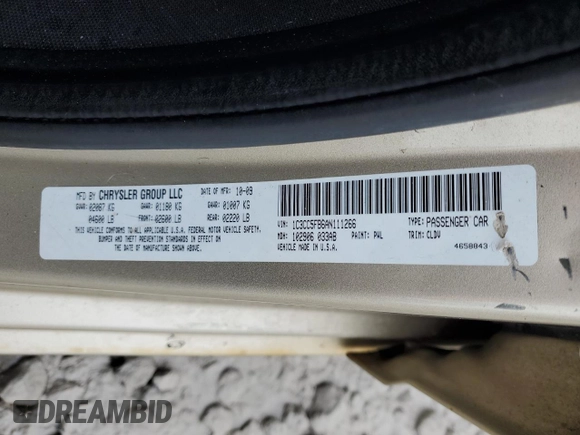 MFD BY CHRYSLER GROUP LLC DATE OF MFR 10-09
GVWR: 02087 KG GAWR: 01180 KG GAWR: 01007 KG
04600 LB FRONT: 02600 LB REAR: 02220 LB
THIS VEHICLE CONFORMS TO ALL APPLICABLE FEDERAL MOTOR VEHICLE SAFETY,
BUMPER AND THEFT PREVENTION STANDARDS IN EFFECT ON
THE DATE OF MANUFACTURE SHOWN ABOVE.
VIN: 1C3CC5FB6AN111266 TYPE: PASSENGER CAR
MDH: 102906 033AB PAINT: PWL TRIM: CLDV
VEHICLE MADE IN U.S.A. 4658843
DREAMBID